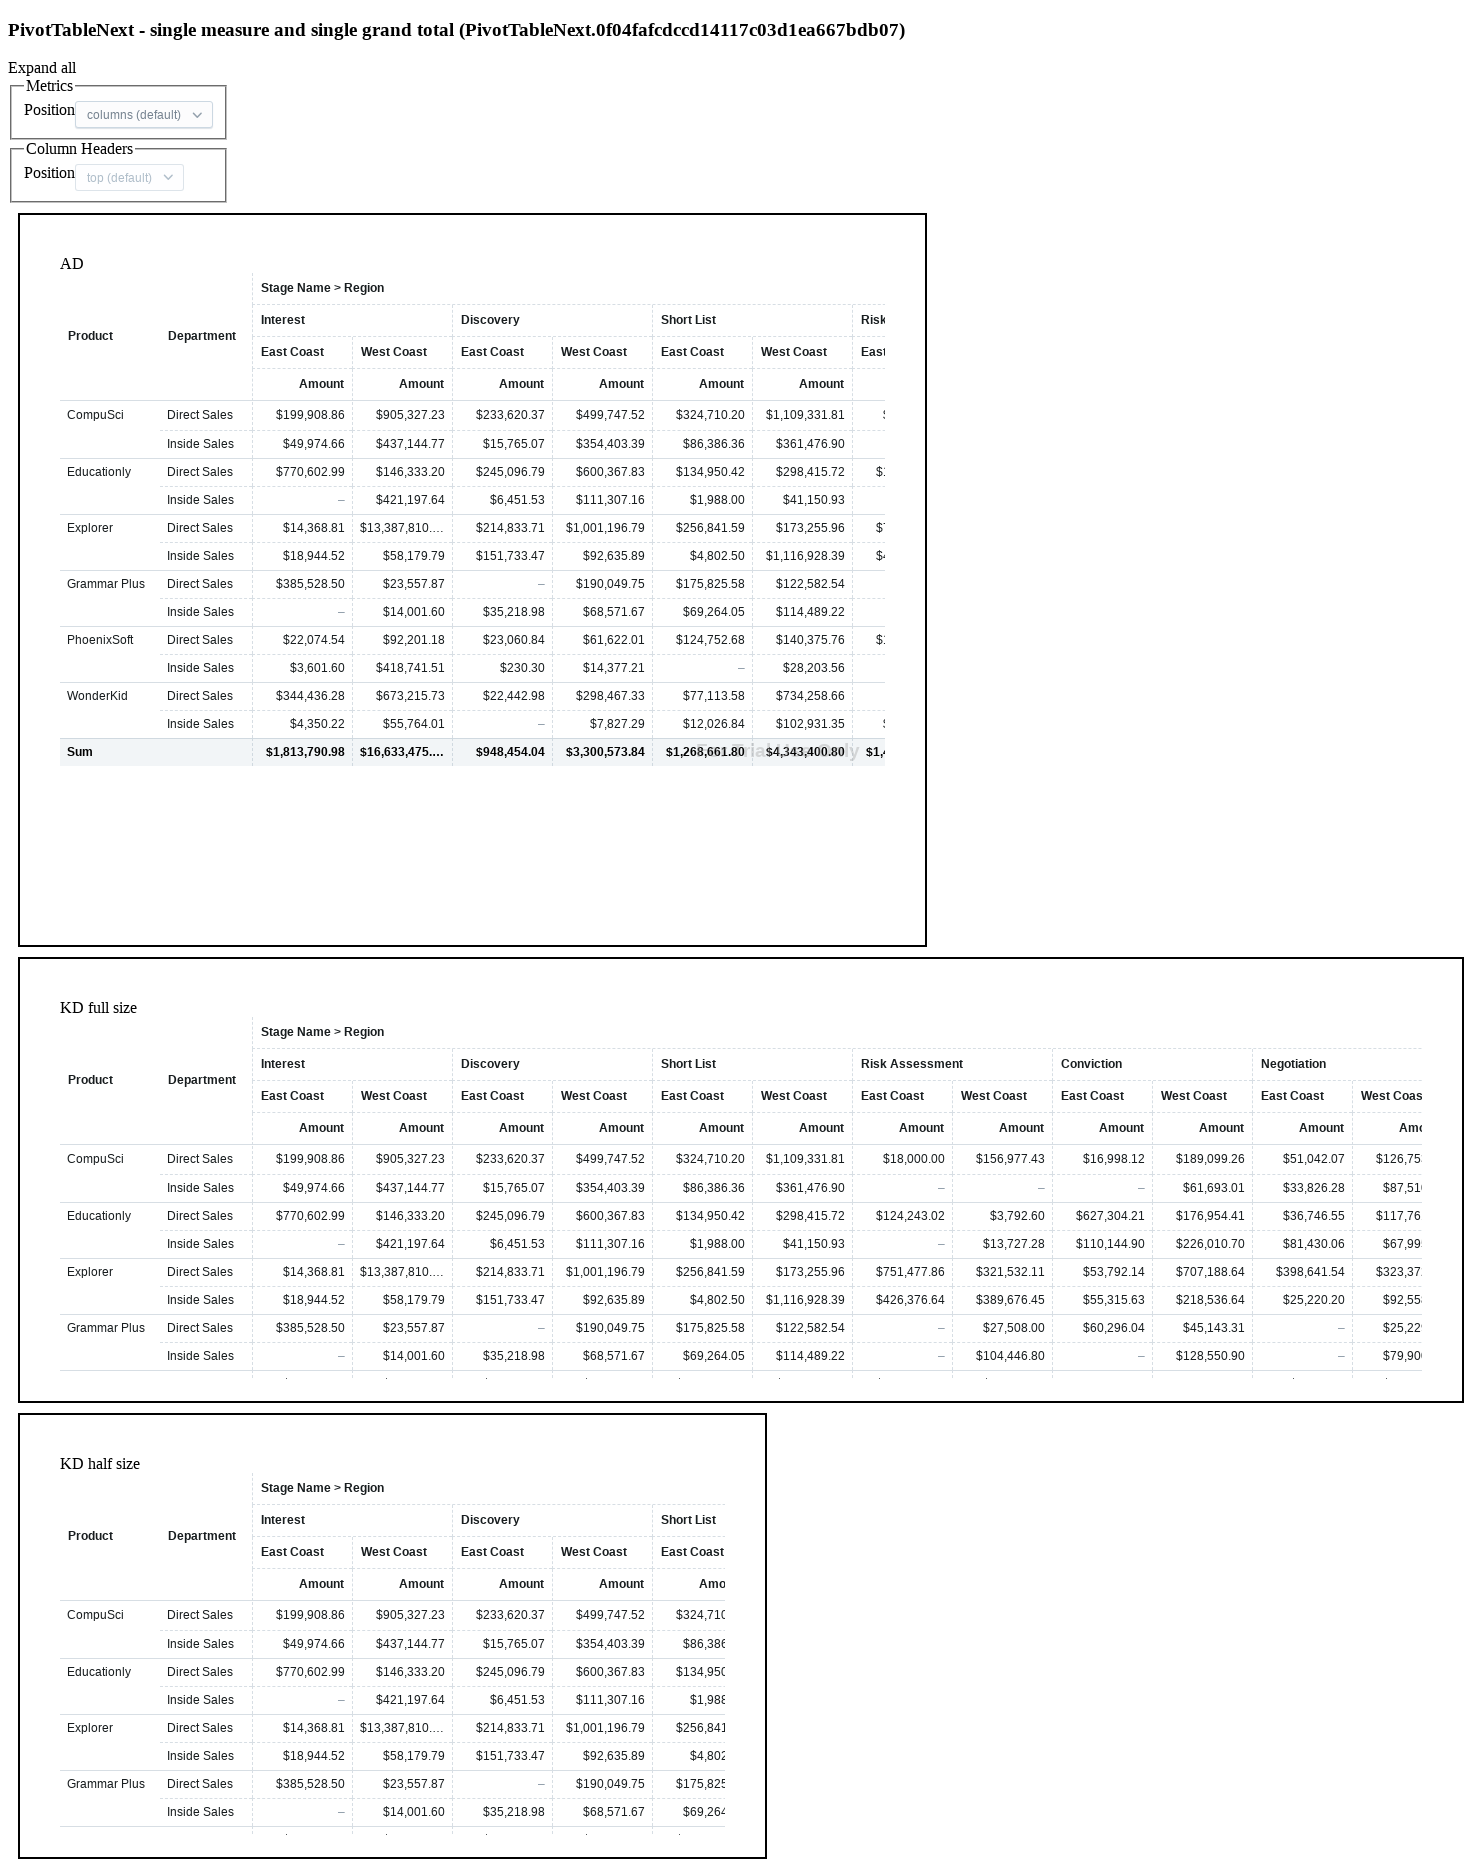 PivotTableNext - single measure and single grand total (PivotTableNext.0f04fafcdccd14117c03d1ea667bdb07)
Expand all
Metrics
Position columns (default)
Column Headers
Position top (default)
AD
Stage Name > Region
Interest Discovery Short List Risk
Product Department
East Coast West Coast East Coast West Coast East Coast West Coast East
Amount Amount Amount Amount Amount Amount
CompuSci Direct Sales $199,908.86 $905,327.23 $233,620.37 $499,747.52 $324,710.20 $1,109,331.81 $
Inside Sales $49,974.66 $437,144.77 $15,765.07 $354,403.39 $86,386.36 $361,476.90
Educationly Direct Sales $770,602.99 $146,333.20 $245,096.79 $600,367.83 $134,950.42 $298,415.72 $1
Inside Sales – $421,197.64 $6,451.53 $111,307.16 $1,988.00 $41,150.93
Explorer Direct Sales $14,368.81 $13,387,810.… $214,833.71 $1,001,196.79 $256,841.59 $173,255.96 $7
Inside Sales $18,944.52 $58,179.79 $151,733.47 $92,635.89 $4,802.50 $1,116,928.39 $4
Grammar Plus Direct Sales $385,528.50 $23,557.87 – $190,049.75 $175,825.58 $122,582.54
Inside Sales – $14,001.60 $35,218.98 $68,571.67 $69,264.05 $114,489.22
PhoenixSoft Direct Sales $22,074.54 $92,201.18 $23,060.84 $61,622.01 $124,752.68 $140,375.76 $1
Inside Sales $3,601.60 $418,741.51 $230.30 $14,377.21 – $28,203.56
WonderKid Direct Sales $344,436.28 $673,215.73 $22,442.98 $298,467.33 $77,113.58 $734,258.66
Inside Sales $4,350.22 $55,764.01 – $7,827.29 $12,026.84 $102,931.35 $
Sum $1,813,790.98 $16,633,475.… $948,454.04 $3,300,573.84 $1,268,661.80 $4,343,400.80 $1,4
For Trial Use Only
KD full size
Stage Name > Region
Interest Discovery Short List Risk Assessment Conviction Negotiation
Product Department
East Coast West Coast East Coast West Coast East Coast West Coast East Coast West Coast East Coast West Coast East Coast West Coas
Amount Amount Amount Amount Amount Amount Amount Amount Amount Amount Amount Amo
CompuSci Direct Sales $199,908.86 $905,327.23 $233,620.37 $499,747.52 $324,710.20 $1,109,331.81 $18,000.00 $156,977.43 $16,998.12 $189,099.26 $51,042.07 $126,75
Inside Sales $49,974.66 $437,144.77 $15,765.07 $354,403.39 $86,386.36 $361,476.90 – – – $61,693.01 $33,826.28 $87,51
Educationly Direct Sales $770,602.99 $146,333.20 $245,096.79 $600,367.83 $134,950.42 $298,415.72 $124,243.02 $3,792.60 $627,304.21 $176,954.41 $36,746.55 $117,76
Inside Sales – $421,197.64 $6,451.53 $111,307.16 $1,988.00 $41,150.93 – $13,727.28 $110,144.90 $226,010.70 $81,430.06 $67,99
Explorer Direct Sales $14,368.81 $13,387,810.… $214,833.71 $1,001,196.79 $256,841.59 $173,255.96 $751,477.86 $321,532.11 $53,792.14 $707,188.64 $398,641.54 $323,37
Inside Sales $18,944.52 $58,179.79 $151,733.47 $92,635.89 $4,802.50 $1,116,928.39 $426,376.64 $389,676.45 $55,315.63 $218,536.64 $25,220.20 $92,55
Grammar Plus Direct Sales $385,528.50 $23,557.87 – $190,049.75 $175,825.58 $122,582.54 – $27,508.00 $60,296.04 $45,143.31 – $25,22
Inside Sales – $14,001.60 $35,218.98 $68,571.67 $69,264.05 $114,489.22 – $104,446.80 – $128,550.90 – $79,90
KD half size
Stage Name > Region
Interest Discovery Short List
Product Department
East Coast West Coast East Coast West Coast East Coast
Amount Amount Amount Amount Amo
CompuSci Direct Sales $199,908.86 $905,327.23 $233,620.37 $499,747.52 $324,710
Inside Sales $49,974.66 $437,144.77 $15,765.07 $354,403.39 $86,386
Educationly Direct Sales $770,602.99 $146,333.20 $245,096.79 $600,367.83 $134,950
Inside Sales – $421,197.64 $6,451.53 $111,307.16 $1,988
Explorer Direct Sales $14,368.81 $13,387,810.… $214,833.71 $1,001,196.79 $256,841
Inside Sales $18,944.52 $58,179.79 $151,733.47 $92,635.89 $4,802
Grammar Plus Direct Sales $385,528.50 $23,557.87 – $190,049.75 $175,825
Inside Sales – $14,001.60 $35,218.98 $68,571.67 $69,264